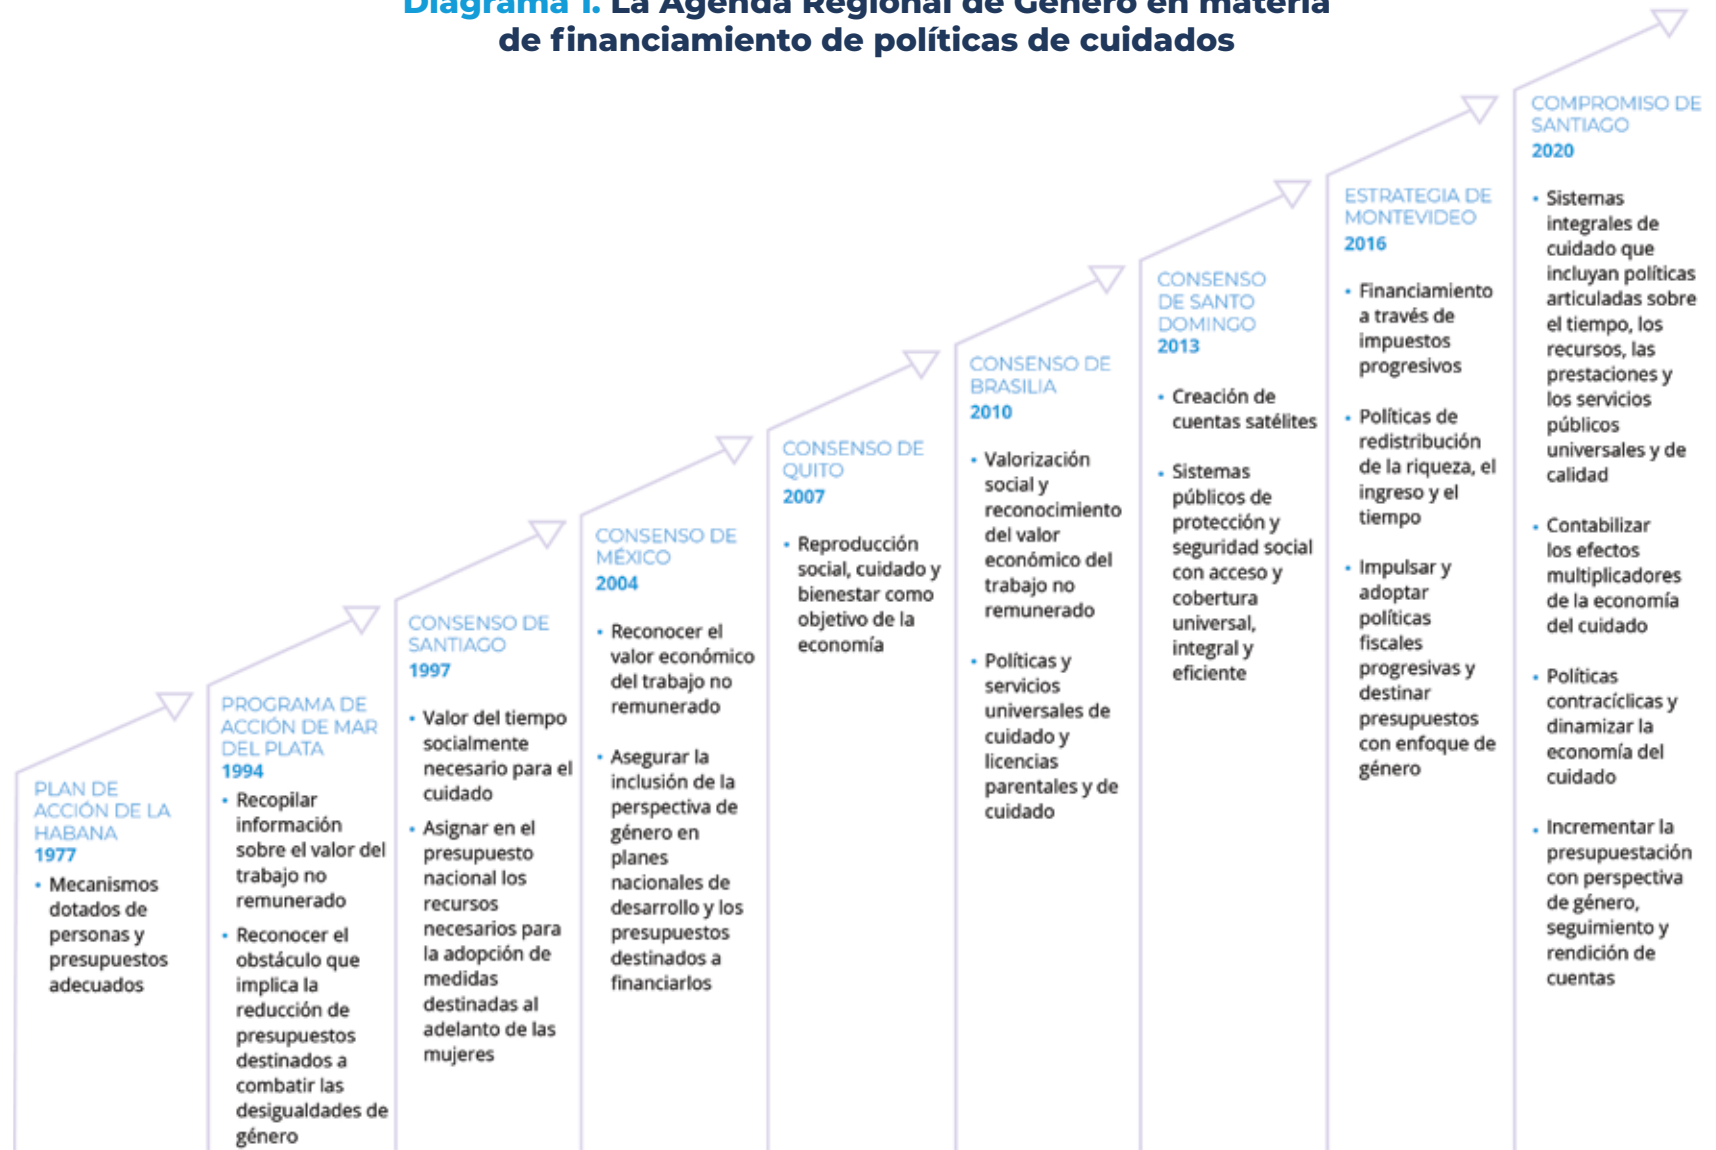 Diagrama 1. La Agenda Regional de Género en materia
de financiamiento de políticas de cuidados
PLAN DE
ACCIÓN DE LA
HABANA
1977
• Mecanismos
dotados de
personas y
presupuestos
adecuados
PROGRAMA DE
ACCIÓN DE MAR
DEL PLATA
1994
• Recopilar
información
sobre el valor del
trabajo no
remunerado
• Reconocer el
obstáculo que
implica la
reducción de
presupuestos
destinados a
combatir las
desigualdades de
género
CONSENSO DE
SANTIAGO
1997
• Valor del tiempo
socialmente
necesario para el
cuidado
• Asignar en el
presupuesto
nacional los
recursos
necesarios para
la adopción de
medidas
destinadas al
adelanto de las
mujeres
CONSENSO DE
MÉXICO
2004
• Reconocer el
valor económico
del trabajo no
remunerado
• Asegurar la
inclusión de la
perspectiva de
género en
planes
nacionales de
desarrollo y los
presupuestos
destinados a
financiarlos
CONSENSO DE
QUITO
2007
• Reproducción
social, cuidado y
bienestar como
objetivo de la
economía
CONSENSO DE
BRASILIA
2010
• Valorización
social y
reconocimiento
del valor
económico del
trabajo no
remunerado
• Políticas y
servicios
universales de
cuidado y
licencias
parentales y de
cuidado
CONSENSO
DE SANTO
DOMINGO
2013
• Creación de
cuentas satélites
• Sistemas
públicos de
protección y
seguridad social
con acceso y
cobertura
universal,
integral y
eficiente
ESTRATEGIA DE
MONTEVIDEO
2016
• Financiamiento
a través de
impuestos
progresivos
• Políticas de
redistribución
de la riqueza, el
ingreso y el
tiempo
• Impulsar y
adoptar
políticas
fiscales
progresivas y
destinar
presupuestos
con enfoque de
género
COMPROMISO DE
SANTIAGO
2020
• Sistemas
integrales de
cuidado que
incluyan políticas
articuladas sobre
el tiempo, los
recursos, las
prestaciones y
los servicios
públicos
universales y de
calidad
• Contabilizar
los efectos
multiplicadores
de la economía
del cuidado
• Políticas
contracíclicas y
dinamizar la
economía del
cuidado
• Incrementar la
presupuestación
con perspectiva
de género,
seguimiento y
rendición de
cuentas